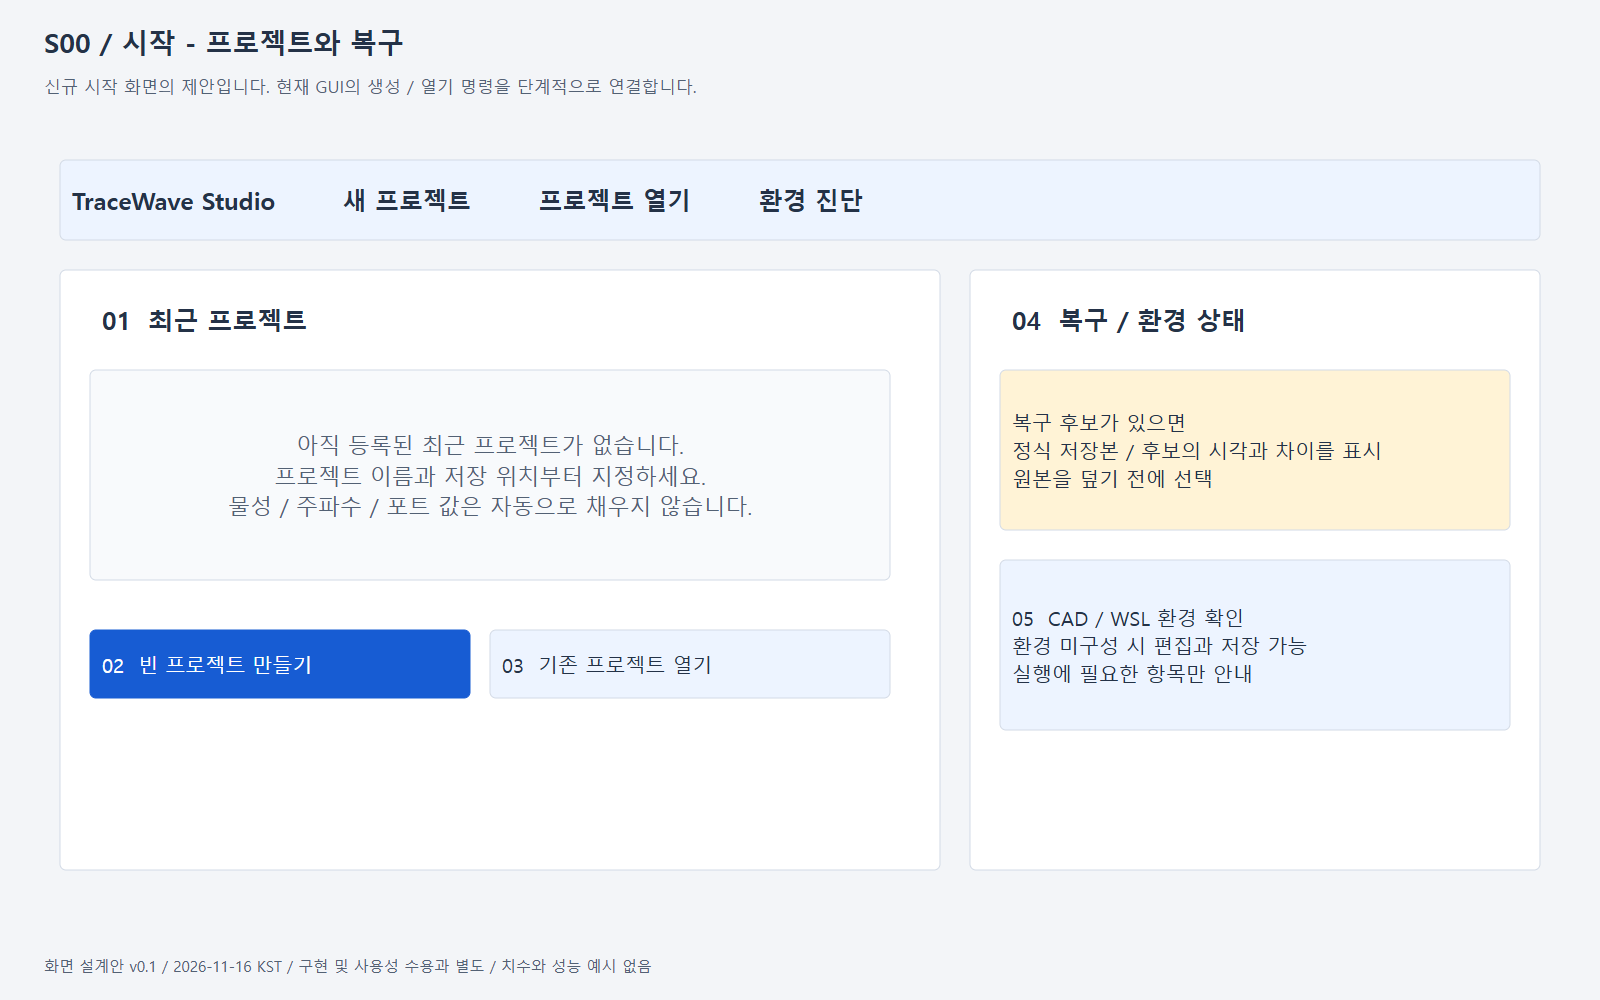 S00 / 시작 - 프로젝트와 복구
신규 시작 화면의 제안입니다. 현재 GUI의 생성 / 열기 명령을 단계적으로 연결합니다.
TraceWave Studio 새 프로젝트 프로젝트 열기 환경 진단
01 최근 프로젝트
아직 등록된 최근 프로젝트가 없습니다.
프로젝트 이름과 저장 위치부터 지정하세요.
물성 / 주파수 / 포트 값은 자동으로 채우지 않습니다.
02 빈 프로젝트 만들기
03 기존 프로젝트 열기
04 복구 / 환경 상태
복구 후보가 있으면
정식 저장본 / 후보의 시각과 차이를 표시
원본을 덮기 전에 선택
05 CAD / WSL 환경 확인
환경 미구성 시 편집과 저장 가능
실행에 필요한 항목만 안내
화면 설계안 v0.1 / 2026-11-16 KST / 구현 및 사용성 수용과 별도 / 치수와 성능 예시 없음